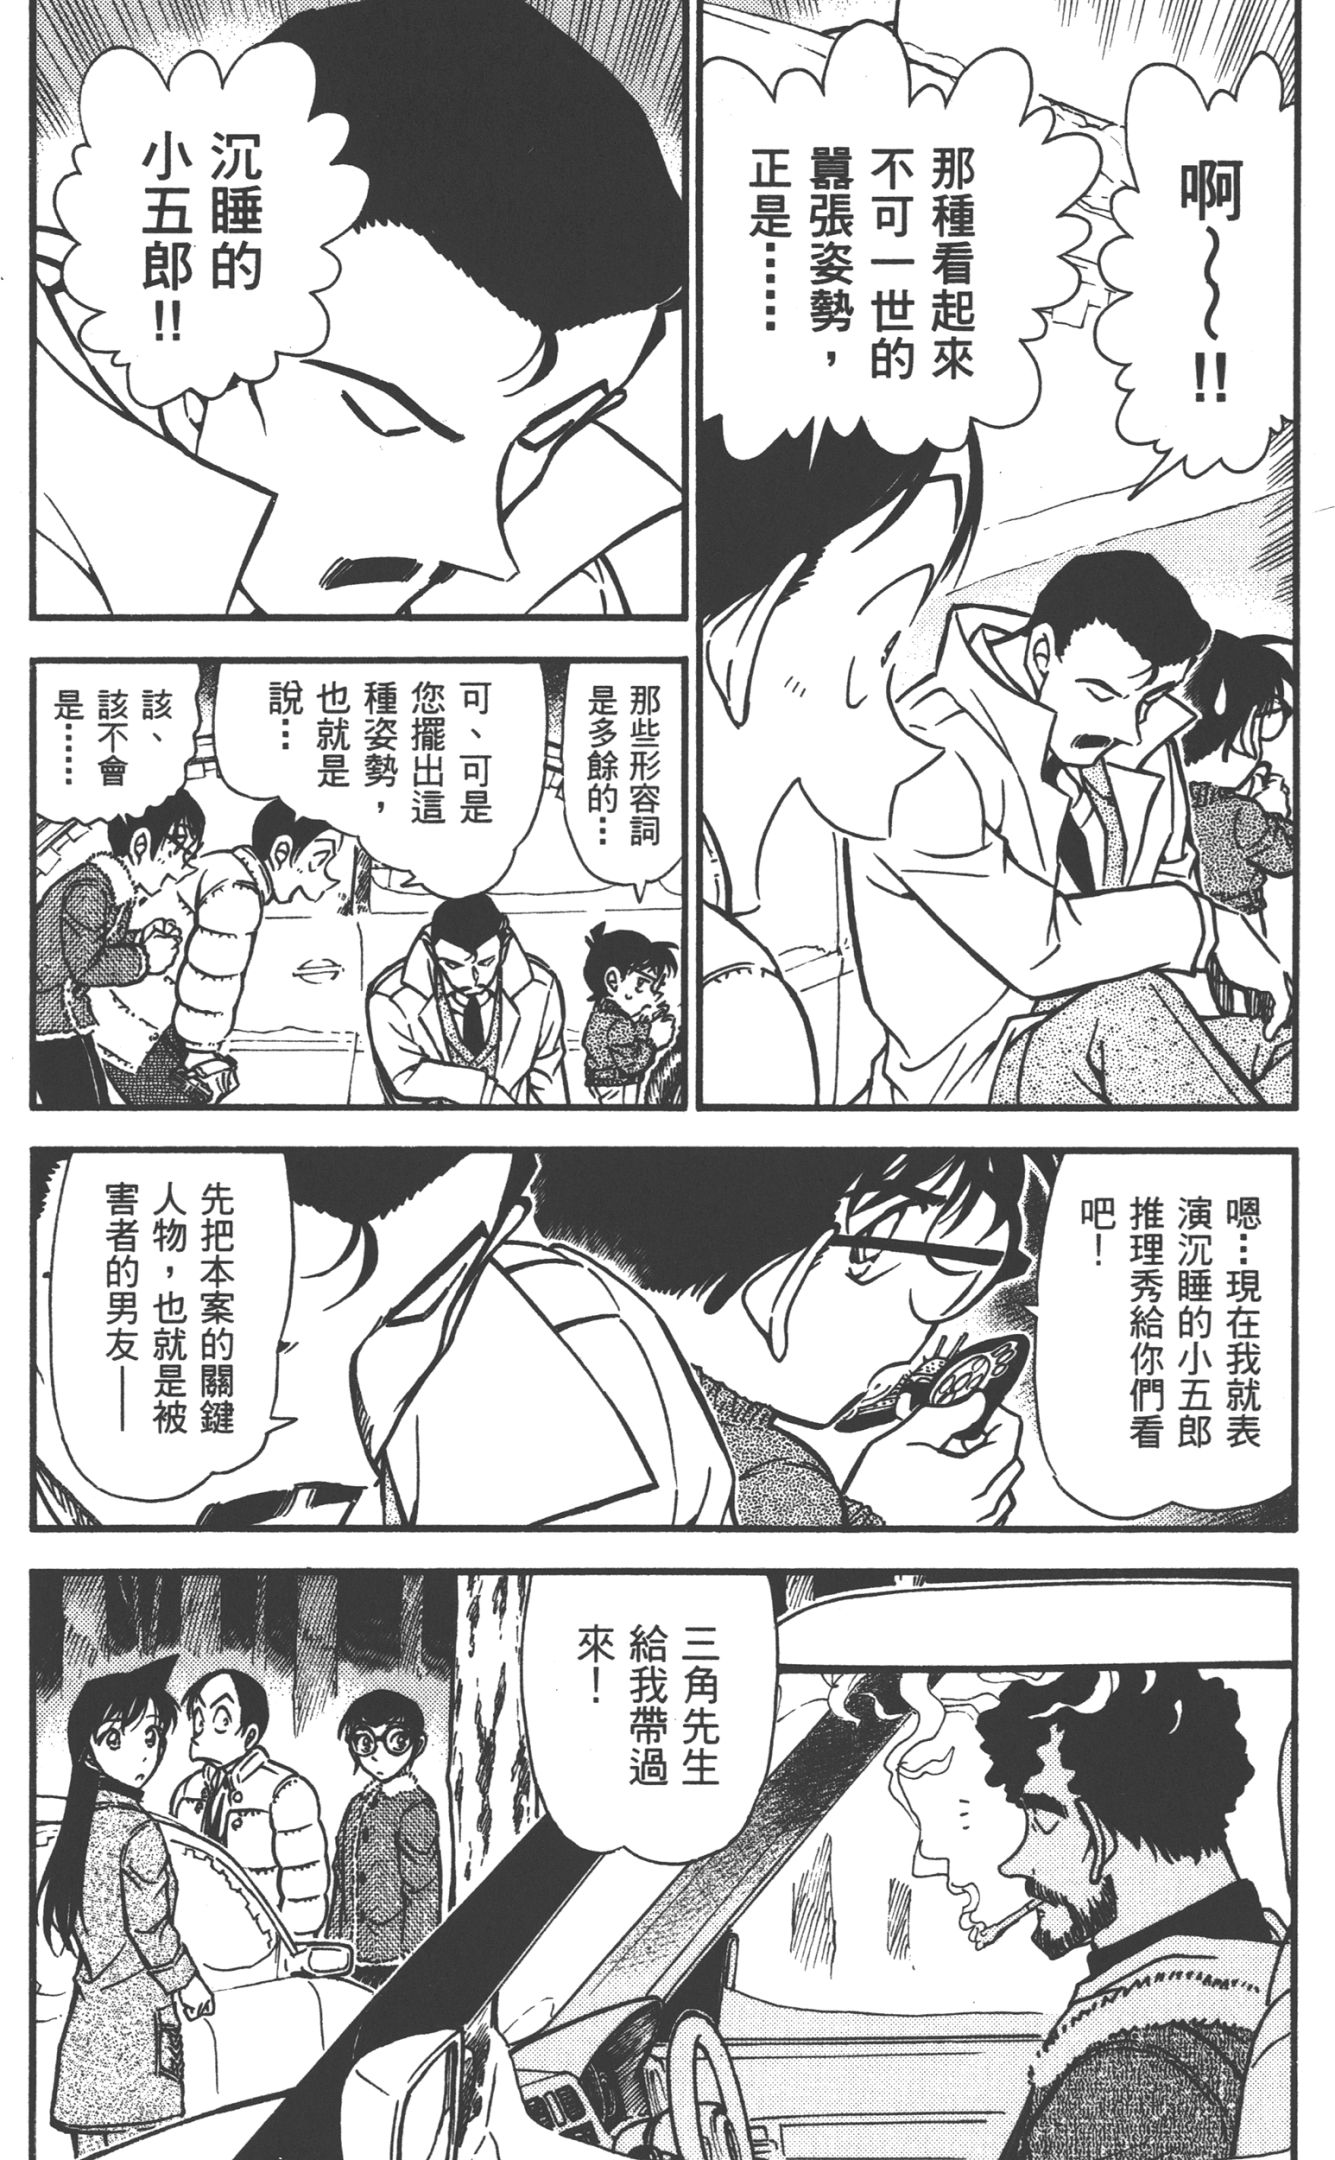 啊～～!!
那種看起來
不可一世的
囂張姿勢，
正是……
沉睡的
小五郎!!
那些形容詞
是多餘的…
可、可是
您擺出這
種姿勢，
也就是
說…
該、
該不會
是……
嗯…現在我就表
演沉睡的小五郎
推理秀給你們看
吧！
先把本案的關鍵
人物，也就是被
害者的男友——
三角先生
給我帶過
來！